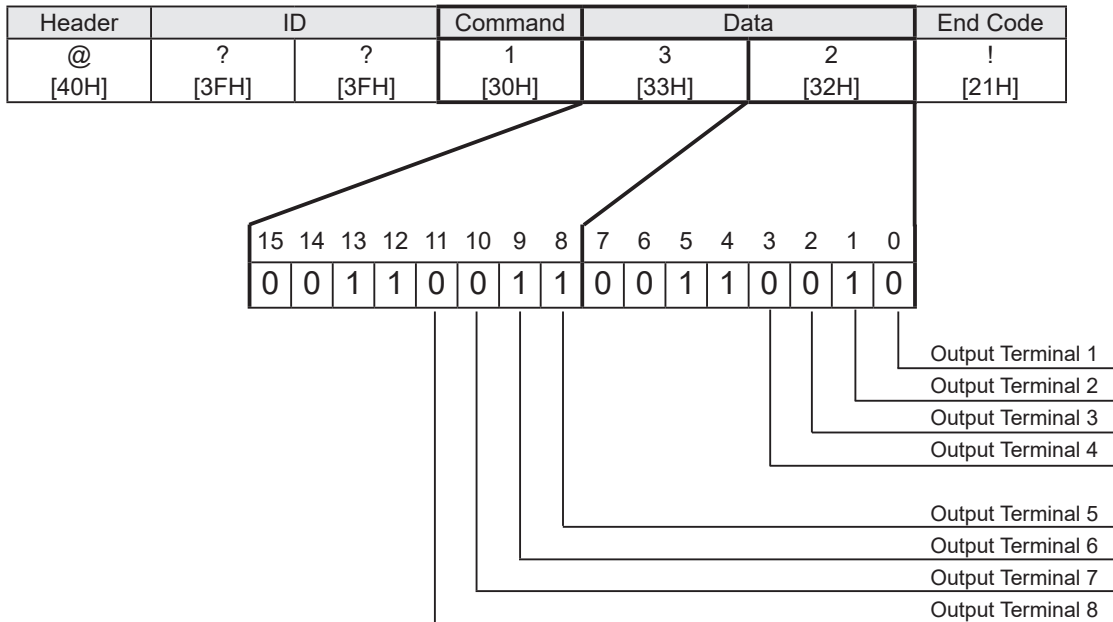 Header ID Command Data End Code
@ ? ? 1 3 2 !
[40H] [3FH] [3FH] [30H] [33H] [32H] [21H]
15 14 13 12 11 10 9 8 7 6 5 4 3 2 1 0
0 0 1 1 0 0 1 1 0 0 1 1 0 0 1 0
Output Terminal 1
Output Terminal 2
Output Terminal 3
Output Terminal 4
Output Terminal 5
Output Terminal 6
Output Terminal 7
Output Terminal 8